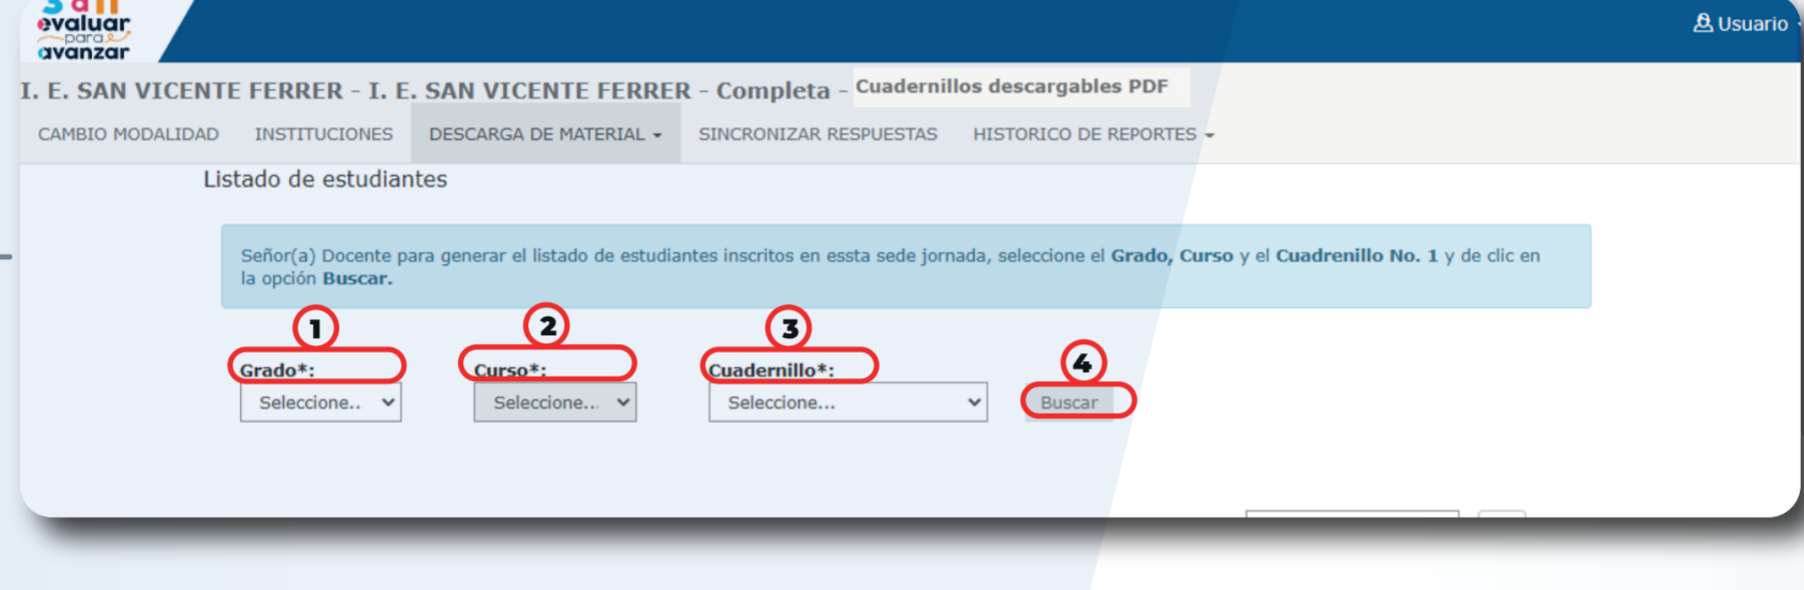 evaluar
para
avanzar
Usuario
I. E. SAN VICENTE FERRER - I. E. SAN VICENTE FERRER - Completa - Cuadernillos descargables PDF
CAMBIO MODALIDAD INSTITUCIONES DESCARGA DE MATERIAL SINCRONIZAR RESPUESTAS HISTORICO DE REPORTES
Listado de estudiantes
Señor(a) Docente para generar el listado de estudiantes inscritos en essta sede jornada, seleccione el Grado, Curso y el Cuadrenillo No. 1 y de clic en
la opción Buscar.
1 2 3 4
Grado*: Curso*: Cuadernillo*:
Seleccione.. Seleccione... Seleccione... Buscar